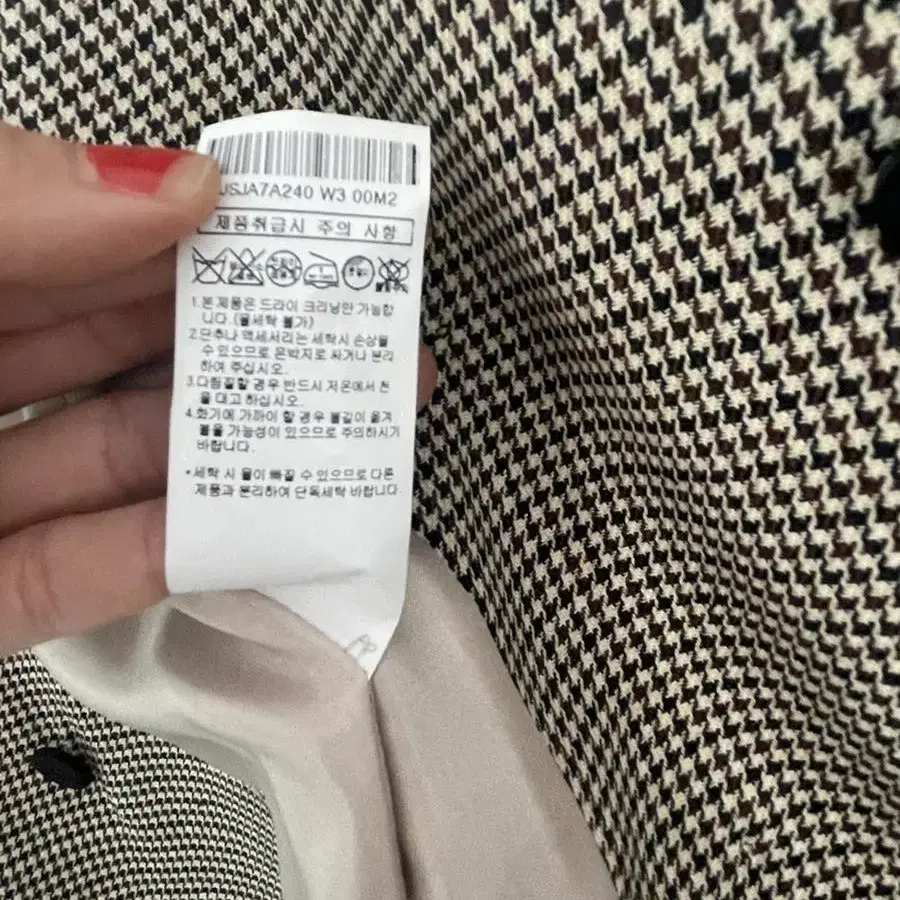 JSJA7A240 W3 00M2
제품취급시 주의 사항
1.본 제품은 드라이 크리닝만 가능합
니다.(물세탁 불가)
2.단추나 액세서리는 세탁시 손상될
수 있으므로 은박지로 싸거나 분리
하여 주십시오.
3.다림질할 경우 반드시 저온에서 천
을 대고 하십시오.
4.화기에 가까이 할 경우 불길이 옮겨
붙을 가능성이 있으므로 주의하시기
바랍니다.
*세탁 시 물이 빠질 수 있으므로 다른
제품과 분리하여 단독세탁 바랍니다